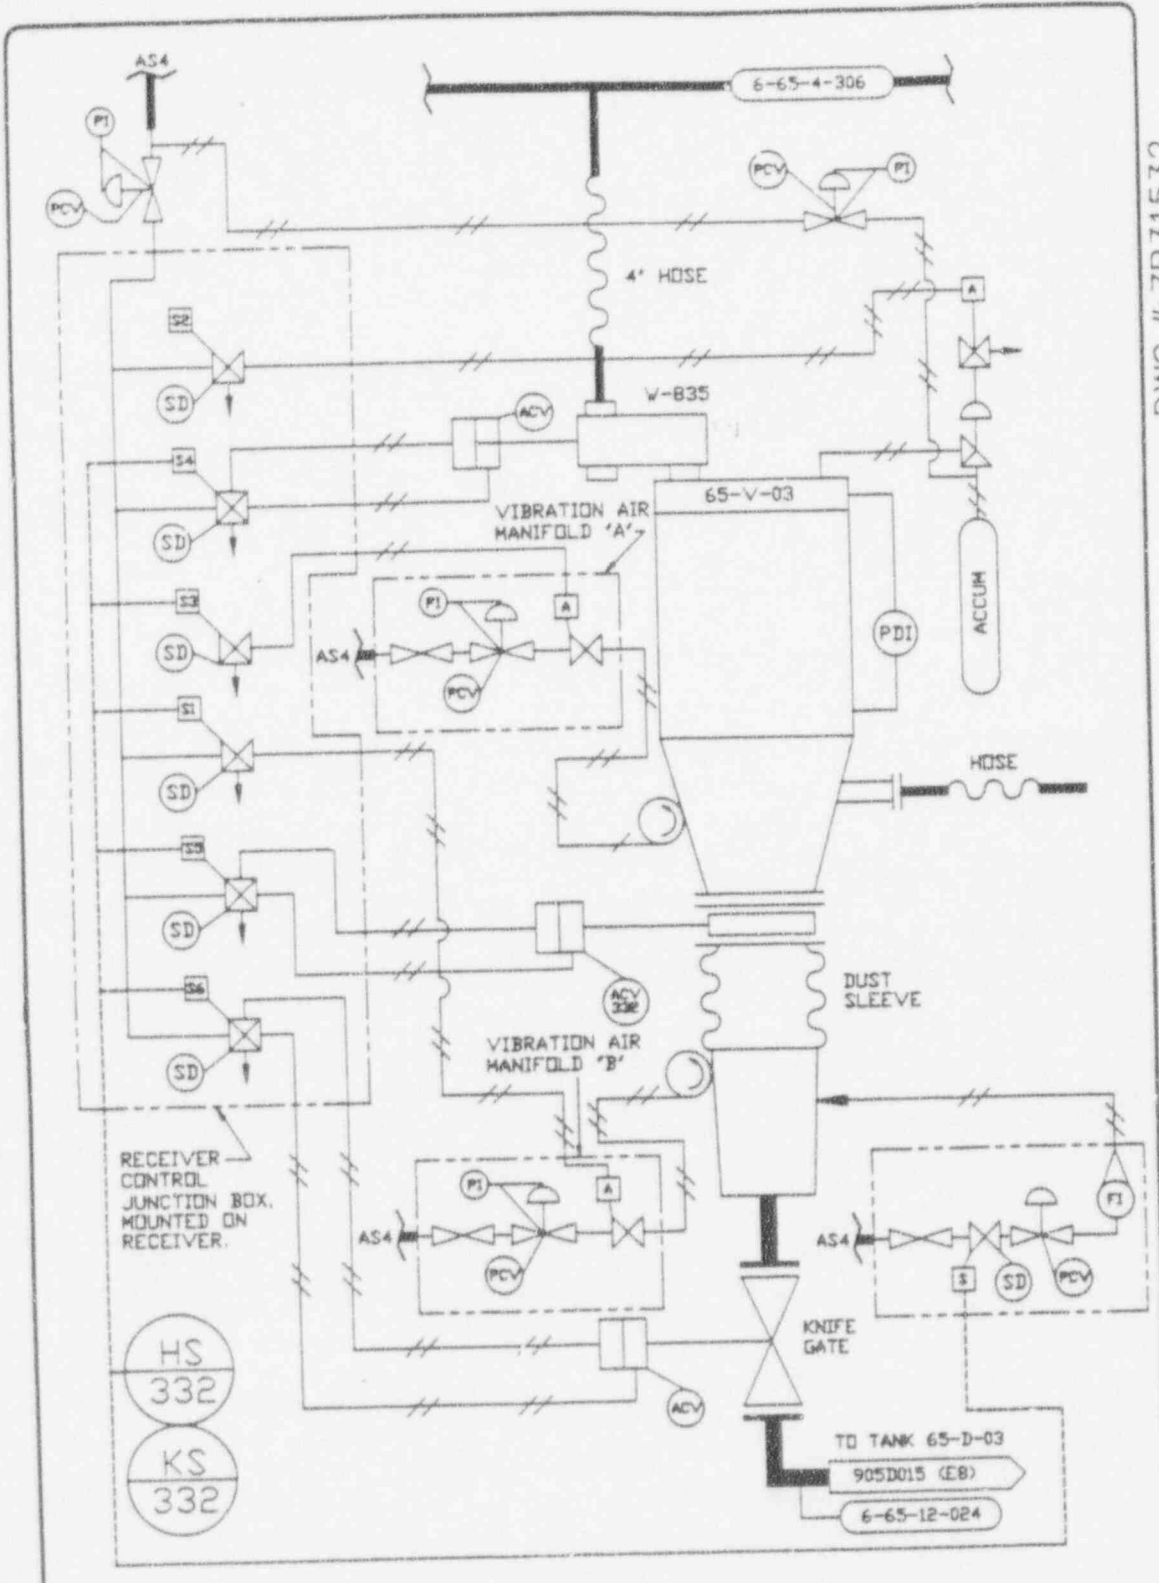 AS4
6-65-4-306
PI
PCV
PCV
PI
4" HOSE
A
S2
SD
W-835
ACV
S4
SD
65-V-03
VIBRATION AIR
MANIFOLD "A"
S3
SD
PI
A
AS4
PCV
PDI
ACCUM
S1
SD
HOSE
S5
SD
ACV
332
DUST
SLEEVE
S6
SD
VIBRATION AIR
MANIFOLD "B"
RECEIVER
CONTROL
JUNCTION BOX.
MOUNTED ON
RECEIVER.
PI
A
AS4
PCV
FI
AS4
S
SD
PCV
KNIFE
GATE
ACV
HS
332
KS
332
TO TANK 65-D-03
905D015 (E8)
6-65-12-024